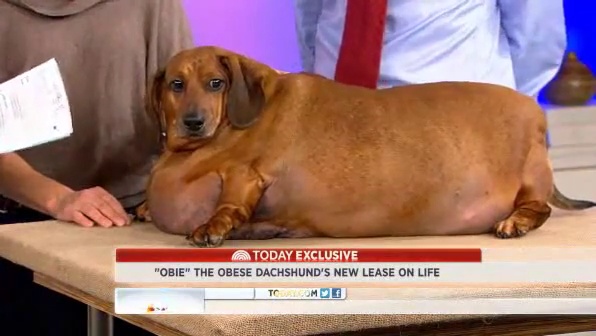 TODAY EXCLUSIVE
"OBIE" THE OBESE DACHSHUND'S NEW LEASE ON LIFE
TODAY.COM